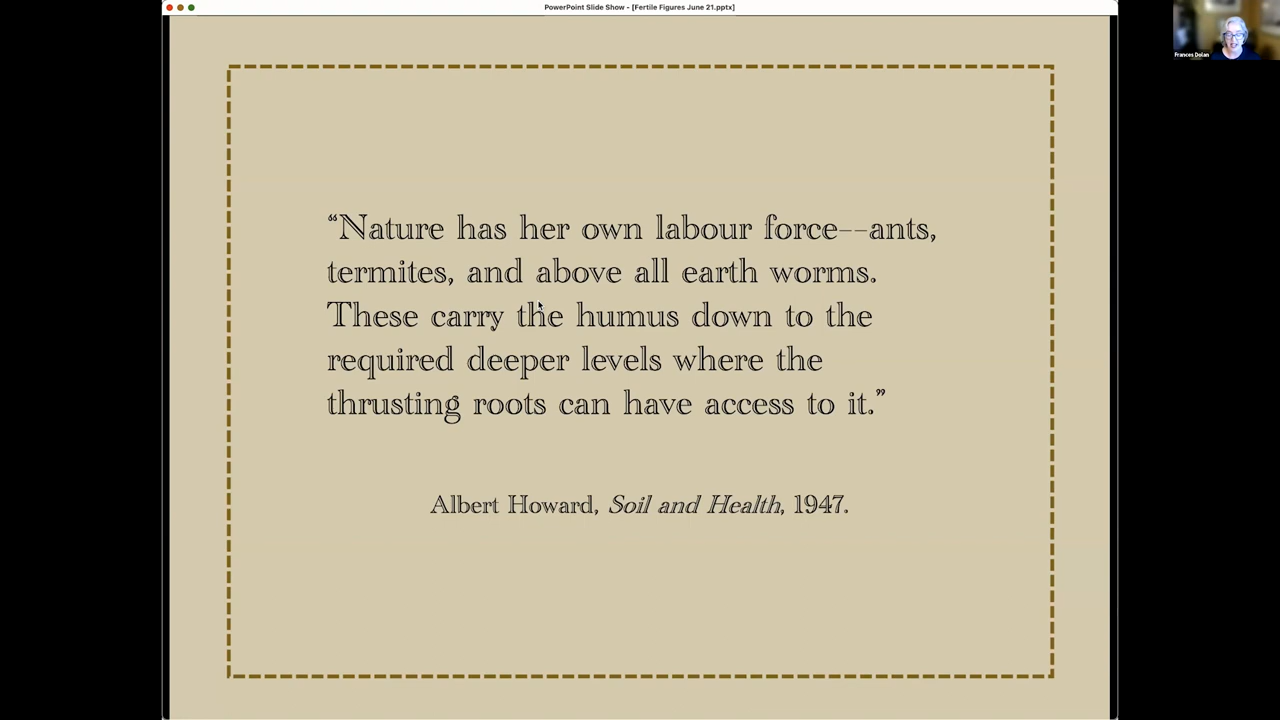 PowerPoint Slide Show - [Fertile Figures June 21.pptx]
Frances Dolan
“Nature has her own labour force--ants,
termites, and above all earth worms.
These carry the humus down to the
required deeper levels where the
thrusting roots can have access to it.”
Albert Howard, Soil and Health, 1947.